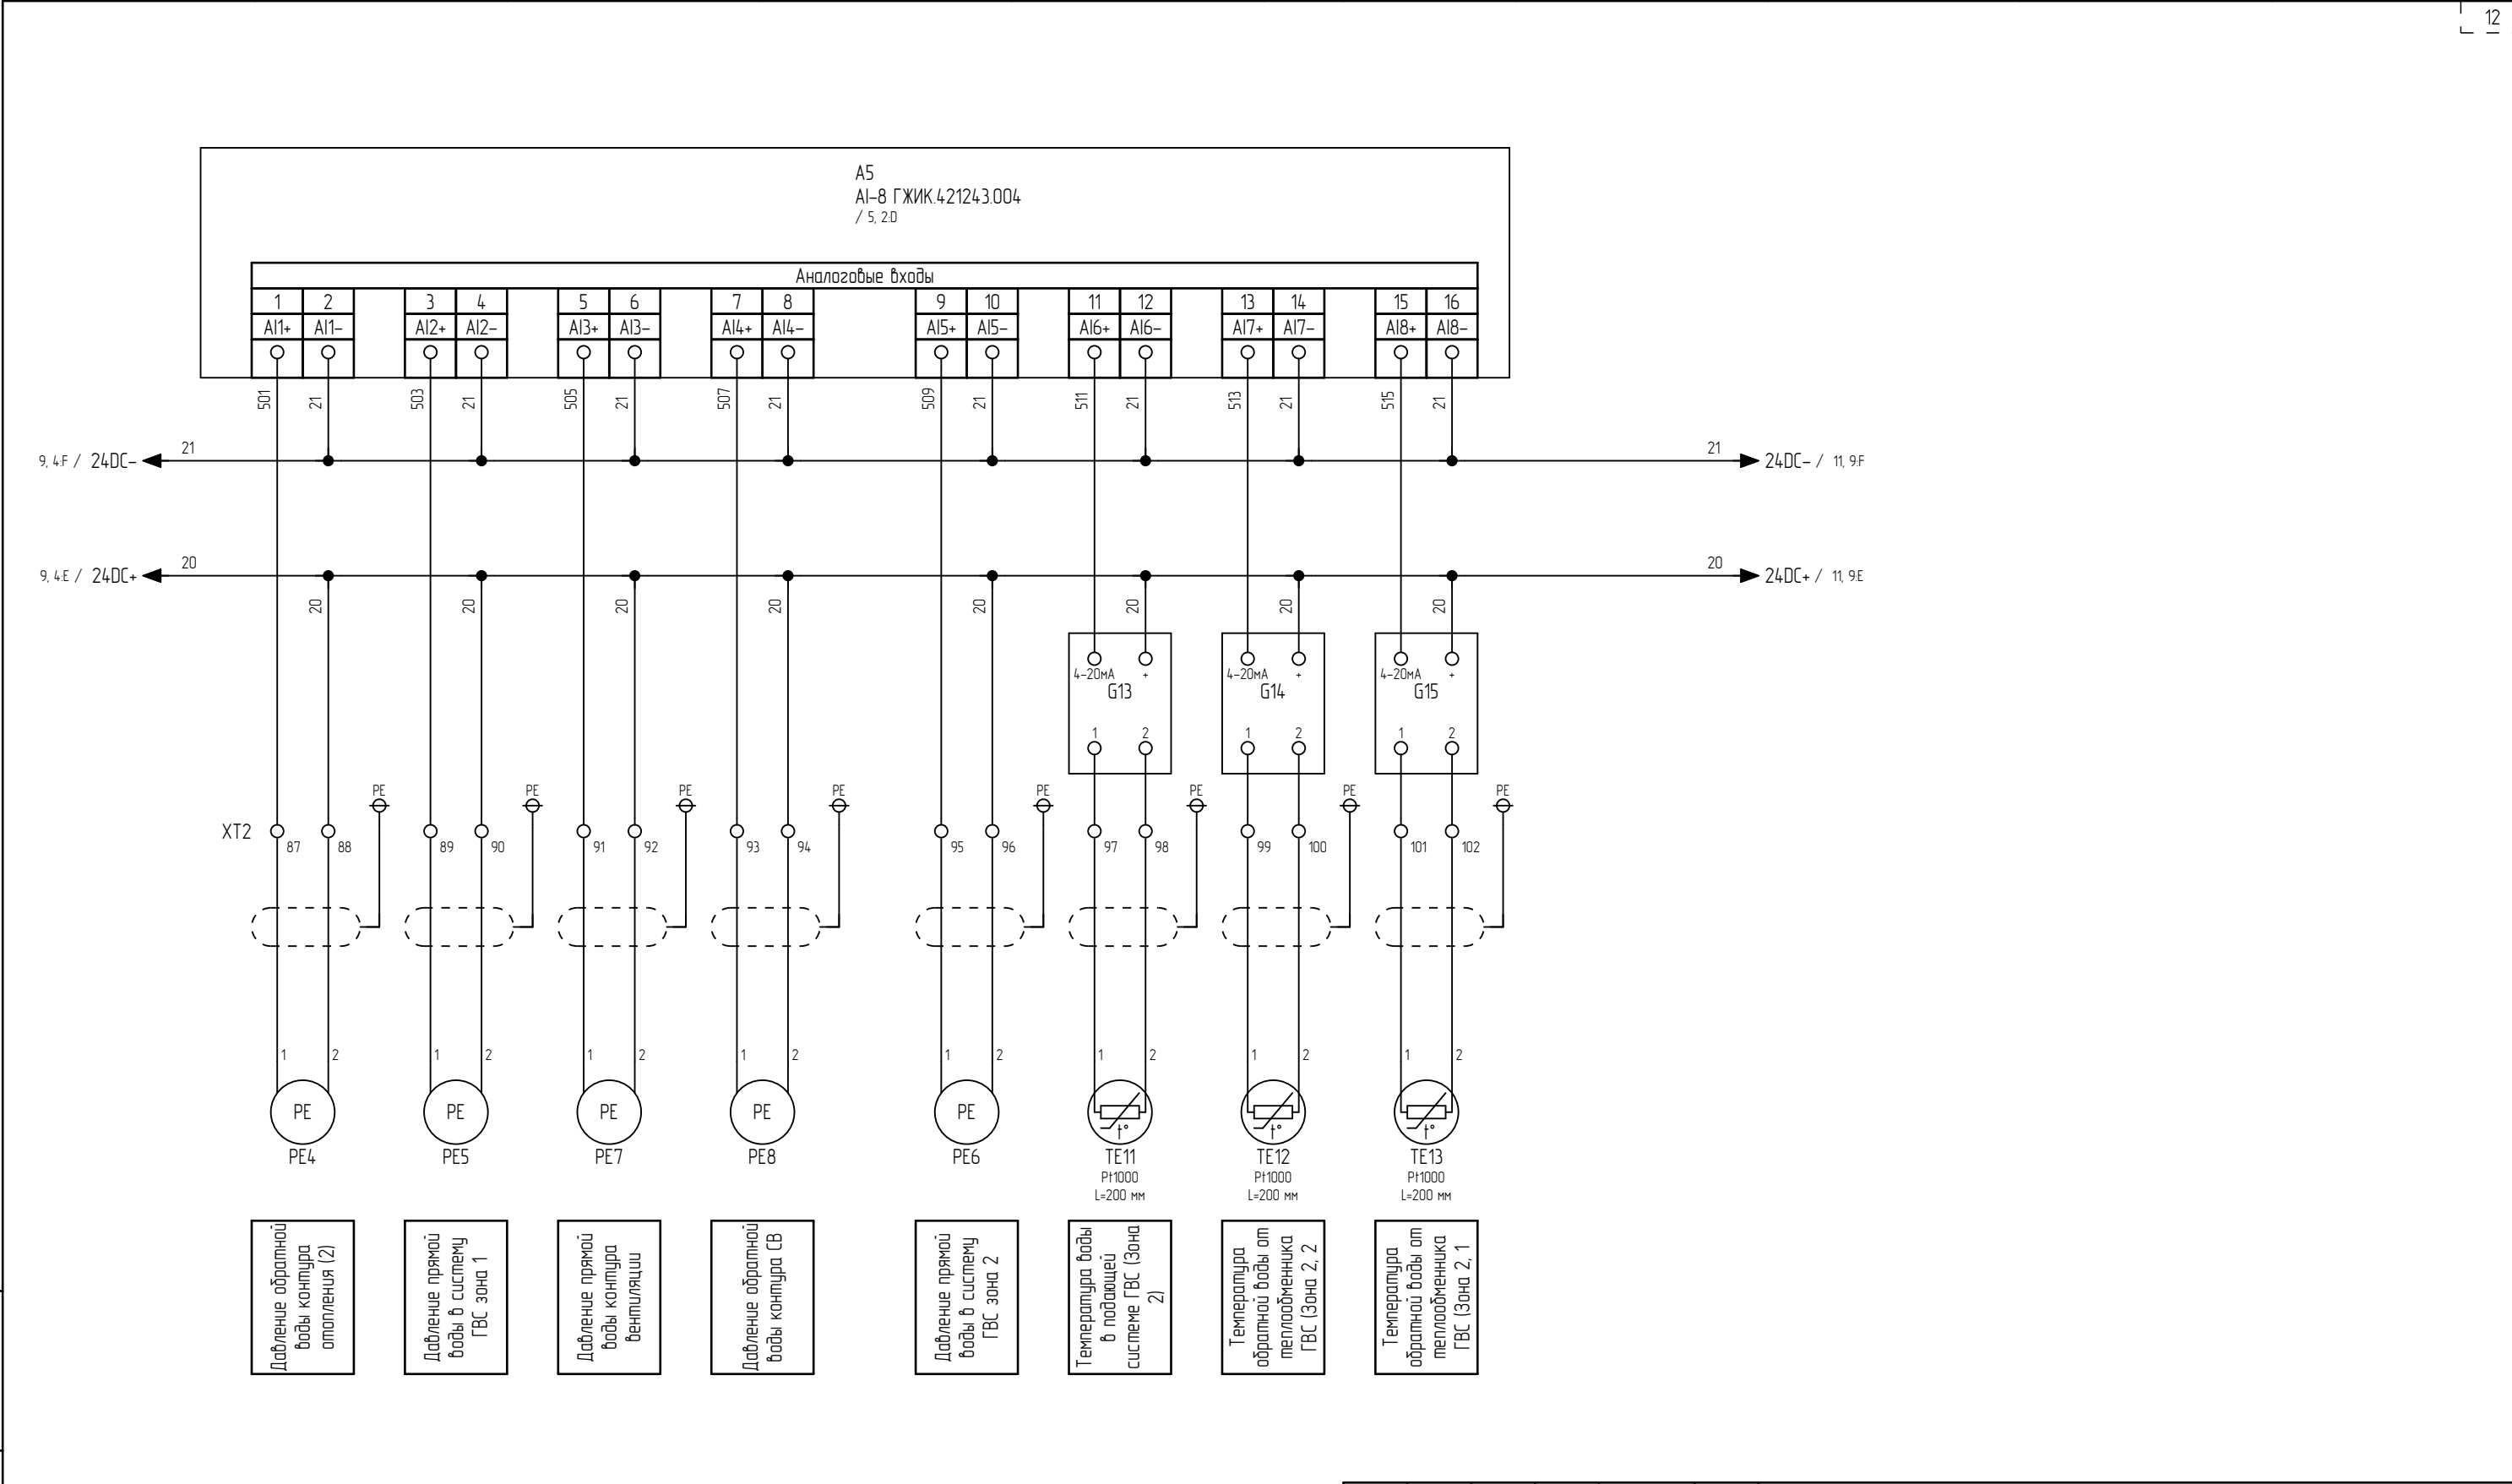 12
А5
AI-8 ГЖИК.421243.004
/ 5, 2:D
Аналоговые входы
1 2 3 4 5 6 7 8 9 10 11 12 13 14 15 16
AI1+ AI1- AI2+ AI2- AI3+ AI3- AI4+ AI4- AI5+ AI5- AI6+ AI6- AI7+ AI7- AI8+ AI8-
501 21 503 21 505 21 507 21 509 21 511 21 513 21 515 21
21 21
9, 4:F / 24DC- 24DC- / 11, 9:F
20 20
9, 4:E / 24DC+ 24DC+ / 11, 9:E
20 20 20 20 20 20 20 20
4-20мА + 4-20мА + 4-20мА +
G13 G14 G15
1 2 1 2 1 2
PE PE PE PE PE PE PE PE
XT2
87 88 89 90 91 92 93 94 95 96 97 98 99 100 101 102
1 2 1 2 1 2 1 2 1 2 1 2 1 2 1 2
PE PE PE PE PE t° t° t°
PE4 PE5 PE7 PE8 PE6 TE11 TE12 TE13
Pt1000 Pt1000 Pt1000
L=200 мм L=200 мм L=200 мм
Давление обратной
воды контура
отопления (2)
Давление прямой
воды в систему
ГВС зона 1
Давление прямой
воды контура
вентиляции
Давление обратной
воды контура СВ
Давление прямой
воды в систему
ГВС зона 2
Температура воды
в подающей
системе ГВС (Зона
2)
Температура
обратной воды от
теплообменника
ГВС (Зона 2, 2
Температура
обратной воды от
теплообменника
ГВС (Зона 2, 1